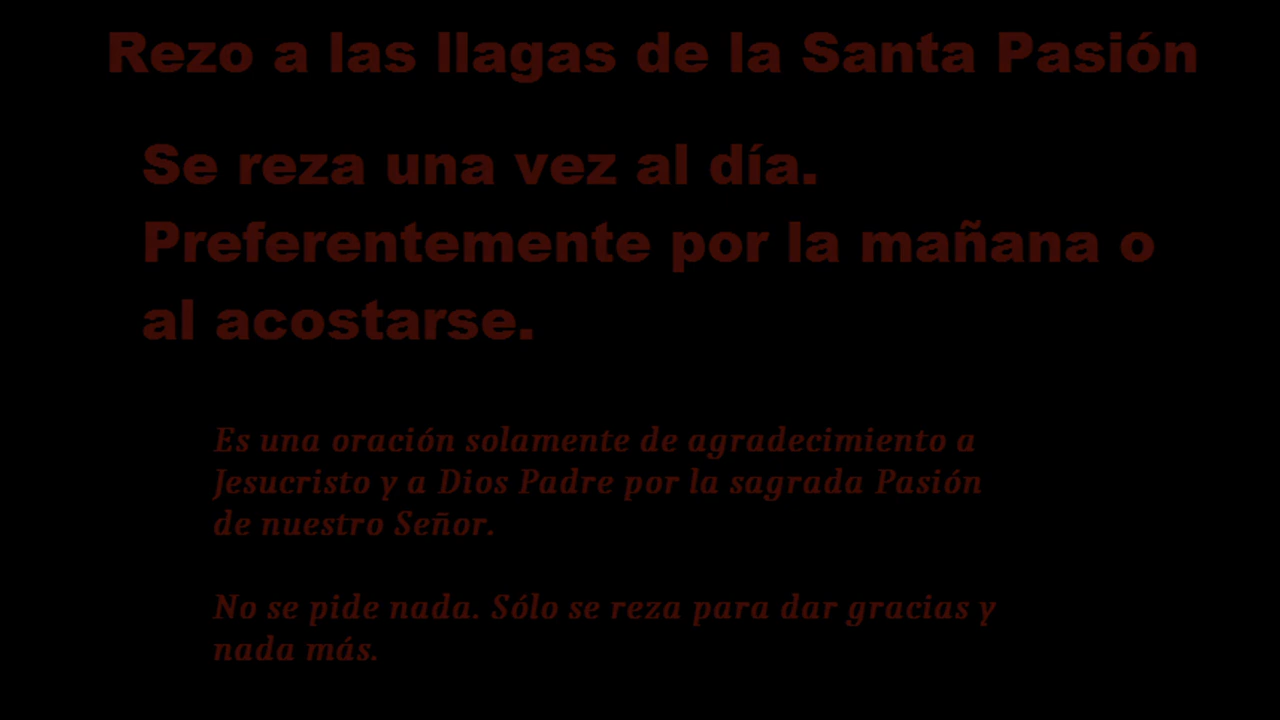 Rezo a las llagas de la Santa Pasión
Se reza una vez al día.
Preferentemente por la mañana o
al acostarse.
Es una oración solamente de agradecimiento a
Jesucristo y a Dios Padre por la sagrada Pasión
de nuestro Señor.
No se pide nada. Sólo se reza para dar gracias y
nada más.